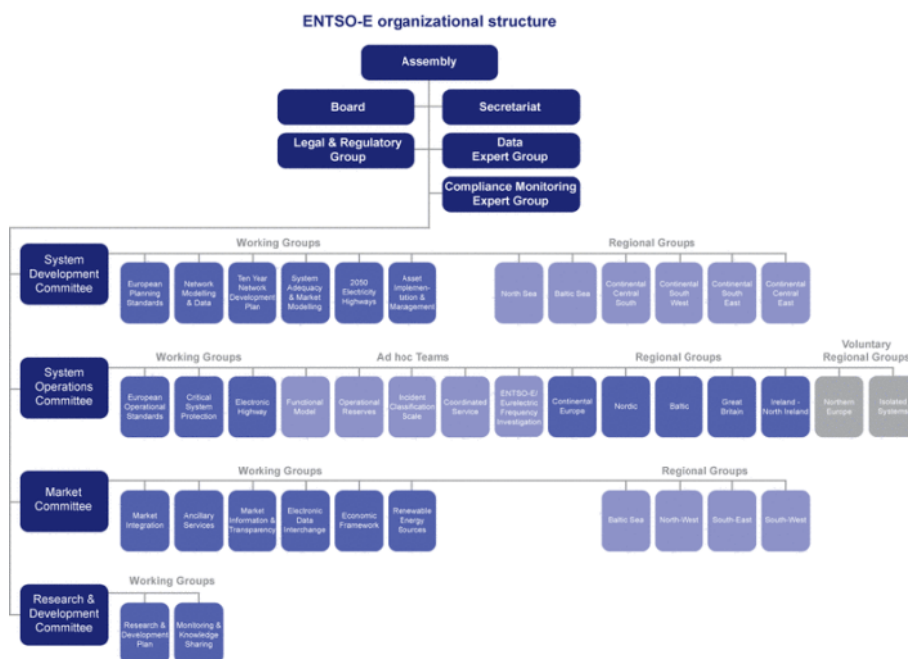 ENTSO-E organizational structure
Assembly
Board
Secretariat
Legal & Regulatory
Group
Data
Expert Group
Compliance Monitoring
Expert Group
System
Development
Committee
Working Groups
European
Planning
Standards
Network
Modelling
& Data
Ten Year
Network
Development
Plan
System
Adequacy
& Market
Modelling
2050
Electricity
Highways
Asset
Implemen-
tation &
Management
Regional Groups
North Sea
Baltic Sea
Continental
Central
South
Continental
South
West
Continental
South
East
Continental
Central
East
System
Operations
Committee
Working Groups
European
Operational
Standards
Critical
System
Protection
Electronic
Highway
Ad hoc Teams
Functional
Model
Operational
Reserves
Incident
Classification
Scale
Coordinated
Service
ENTSO-E/
Eurelectric
Frequency
Investigation
Regional Groups
Continental
Europe
Nordic
Baltic
Great
Britain
Ireland -
North Ireland
Voluntary
Regional Groups
Northern
Europe
Isolated
Systems
Market
Committee
Working Groups
Market
Integration
Ancillary
Services
Market
Informaton &
Transparency
Electronic
Data
Interchange
Economic
Framework
Renewable
Energy
Sources
Regional Groups
Baltic Sea
North-West
South-East
South-West
Research &
Development
Committee
Working Groups
Research &
Development
Plan
Monitoring &
Knowledge
Sharing